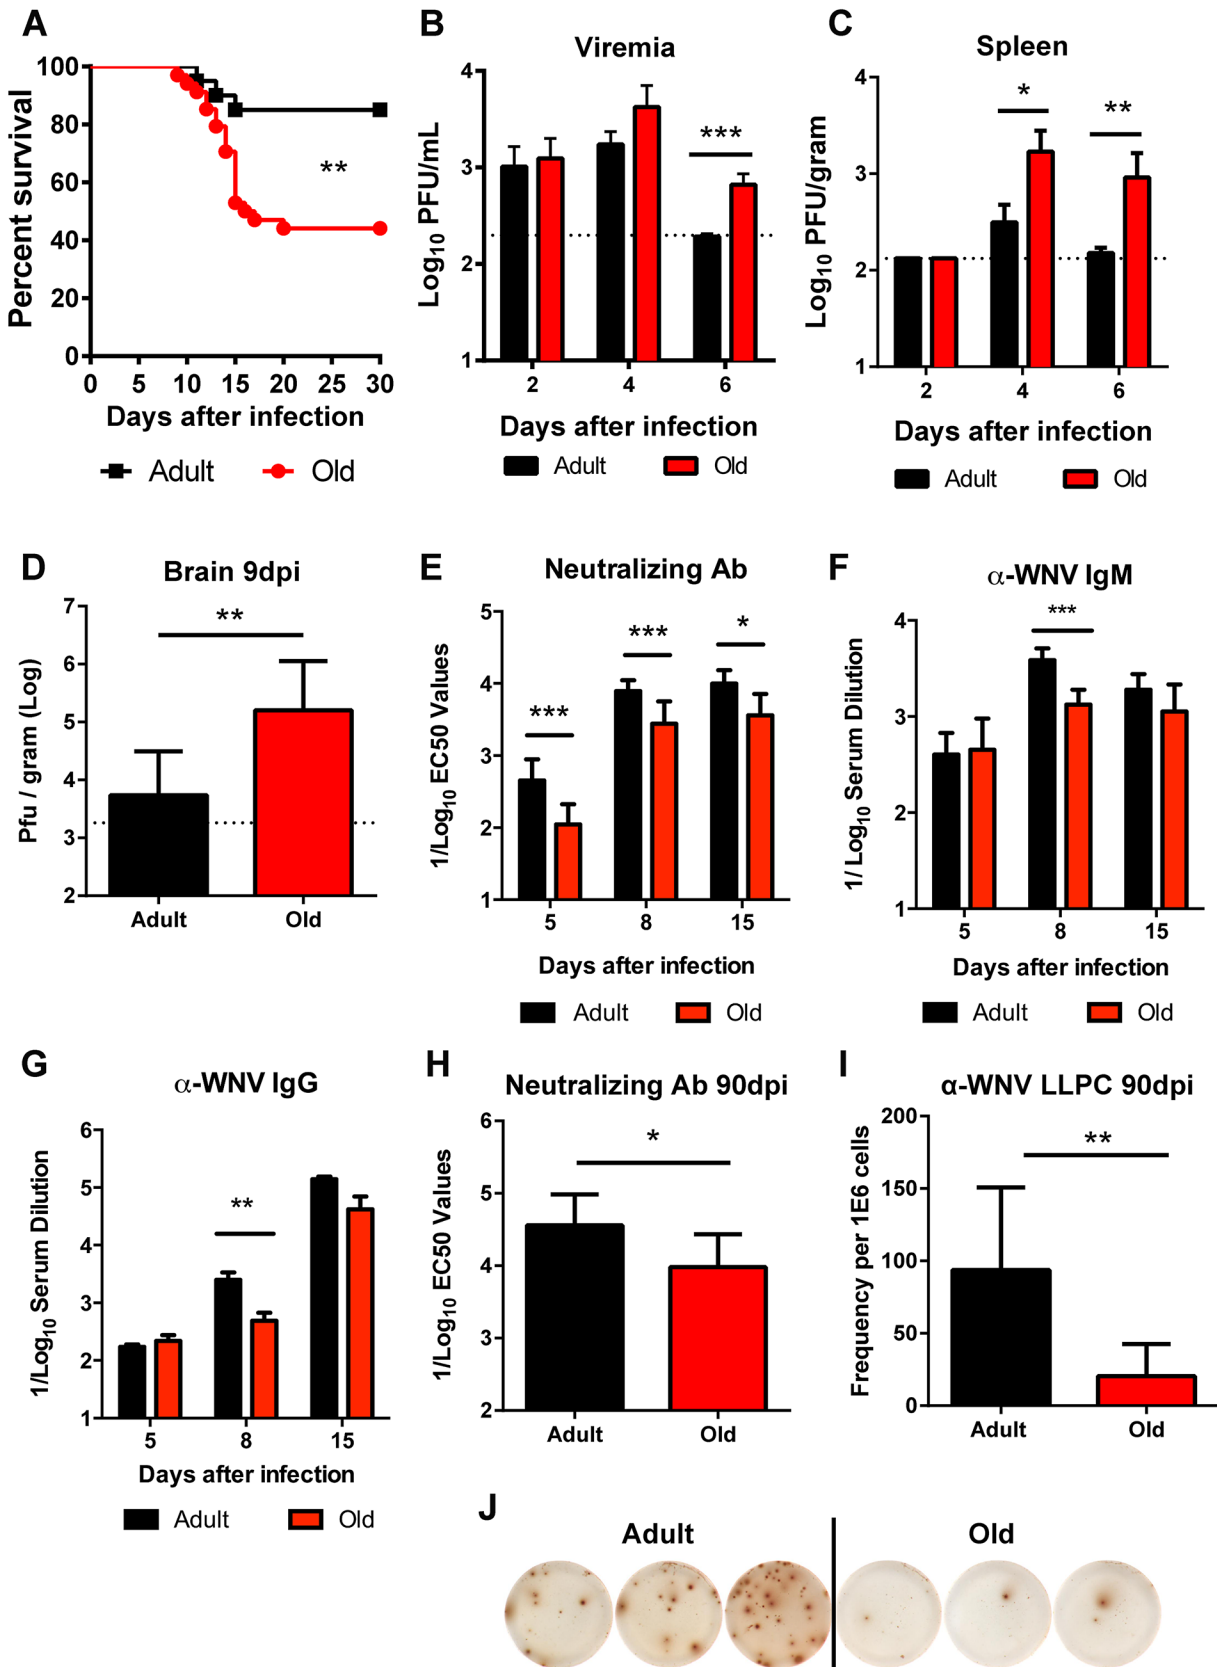 A
Percent survival
100
80
60
40
20
0
**
0 5 10 15 20 25 30
Days after infection
Adult Old
B
Viremia
Log10 PFU/mL
4
3
2
1
***
2 4 6
Days after infection
Adult Old
C
Spleen
Log10 PFU/gram
4
3
2
1
*
**
2 4 6
Days after infection
Adult Old
D
Brain 9dpi
Pfu / gram (Log)
7
6
5
4
3
2
**
Adult Old
E
Neutralizing Ab
1/Log10 EC50 Values
5
4
3
2
1
***
***
*
5 8 15
Days after infection
Adult Old
F
α-WNV IgM
1/ Log10 Serum Dilution
4
3
2
1
***
5 8 15
Days after infection
Adult Old
G
α-WNV IgG
1/Log10 Serum Dilution
6
5
4
3
2
1
**
5 8 15
Days after infection
Adult Old
H
Neutralizing Ab 90dpi
1/Log10 EC50 Values
6
5
4
3
2
*
Adult Old
I
α-WNV LLPC 90dpi
Frequency per 1E6 cells
200
150
100
50
0
**
Adult Old
J
Adult Old